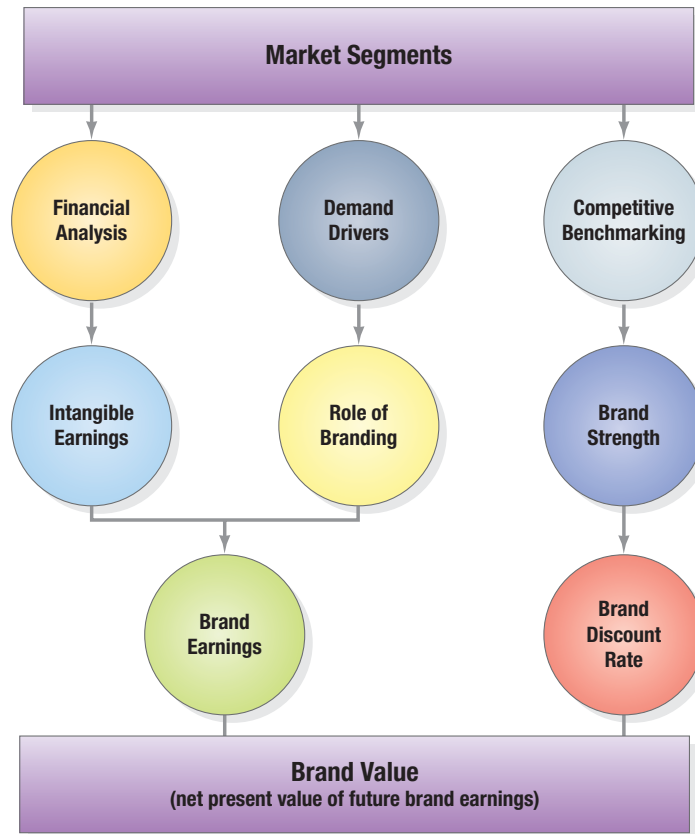 Market Segments
Financial
Analysis
Demand
Drivers
Competitive
Benchmarking
Intangible
Earnings
Role of
Branding
Brand
Strength
Brand
Earnings
Brand
Discount
Rate
Brand Value
(net present value of future brand earnings)